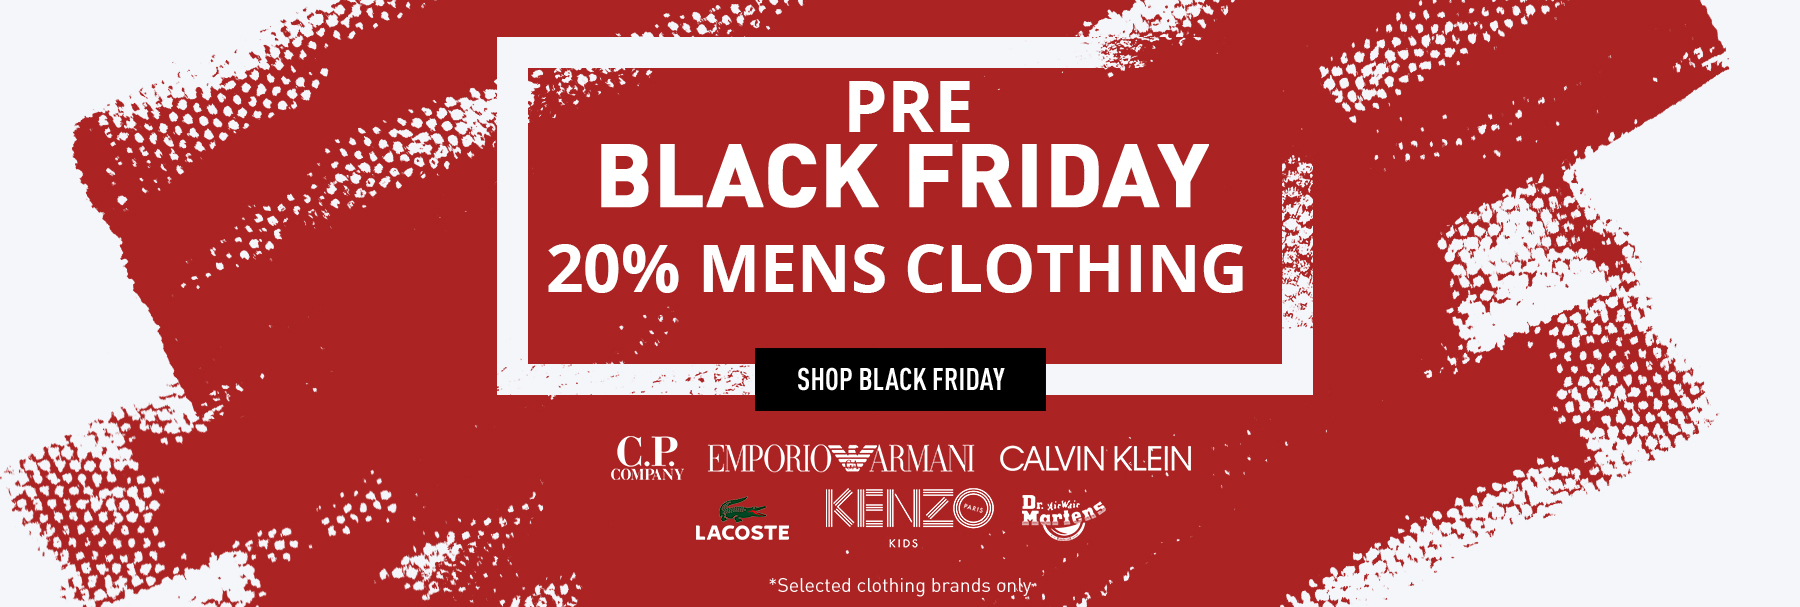 PRE
BLACK FRIDAY
20% MENS CLOTHING
SHOP BLACK FRIDAY
C.P. COMPANY
EMPORIO ARMANI
CALVIN KLEIN
LACOSTE
KENZO PARIS KIDS
Dr. AirWair Martens
*Selected clothing brands only